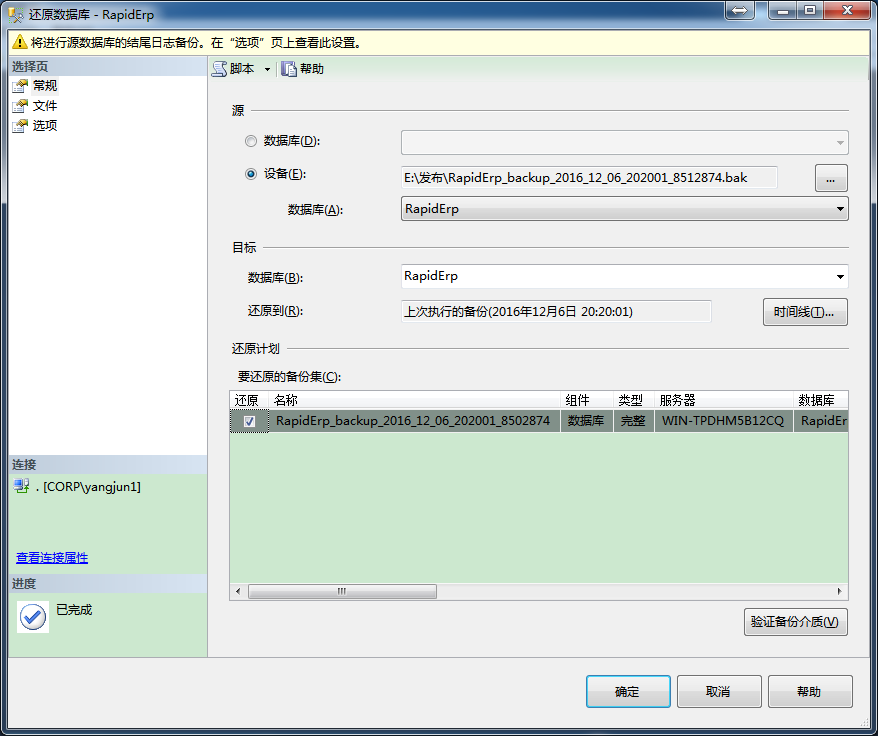 还原数据库 - RapidErp
将进行源数据库的结尾日志备份。在“选项”页上查看此设置。
选择页
常规
文件
选项
脚本
帮助
源
数据库(D):
设备(E):
E:\发布\RapidErp_backup_2016_12_06_202001_8512874.bak
...
数据库(A):
RapidErp
目标
数据库(B):
RapidErp
还原到(R):
上次执行的备份(2016年12月6日 20:20:01)
时间线(T)...
还原计划
要还原的备份集(C):
还原 名称 组件 类型 服务器 数据库
RapidErp_backup_2016_12_06_202001_8502874 数据库 完整 WIN-TPDHM5B12CQ RapidEr
连接
. [CORP\yangjun1]
查看连接属性
进度
已完成
验证备份介质(V)
确定
取消
帮助